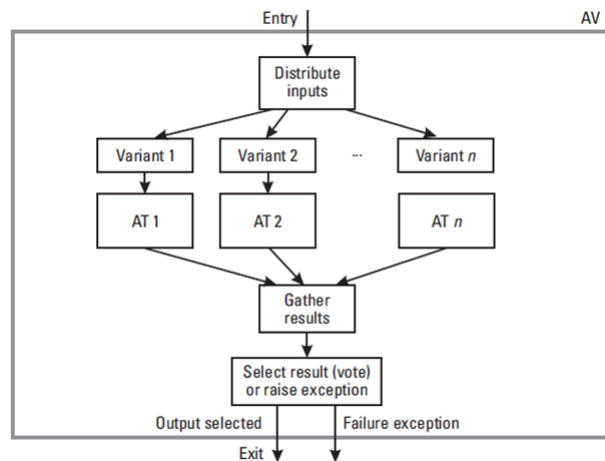 Entry
AV
Distribute
inputs
Variant 1
Variant 2
...
Variant n
AT 1
AT 2
AT n
Gather
results
Select result (vote)
or raise exception
Output selected
Failure exception
Exit